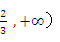 2/3 , +∞)